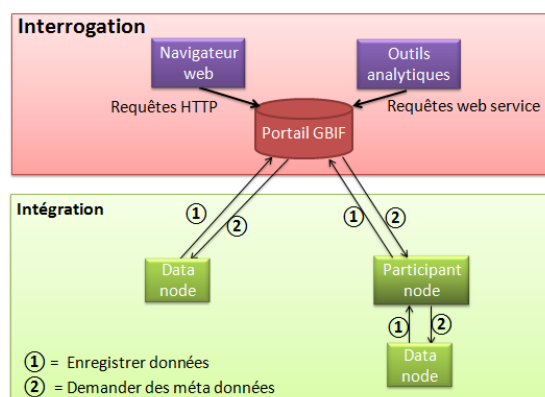 Interrogation
Navigateur
web
Outils
analytiques
Requêtes HTTP
Requêtes web service
Portail GBIF
Intégration
1
2
1
2
Data
node
Participant
node
1
2
Data
node
1 = Enregistrer données
2 = Demander des méta données